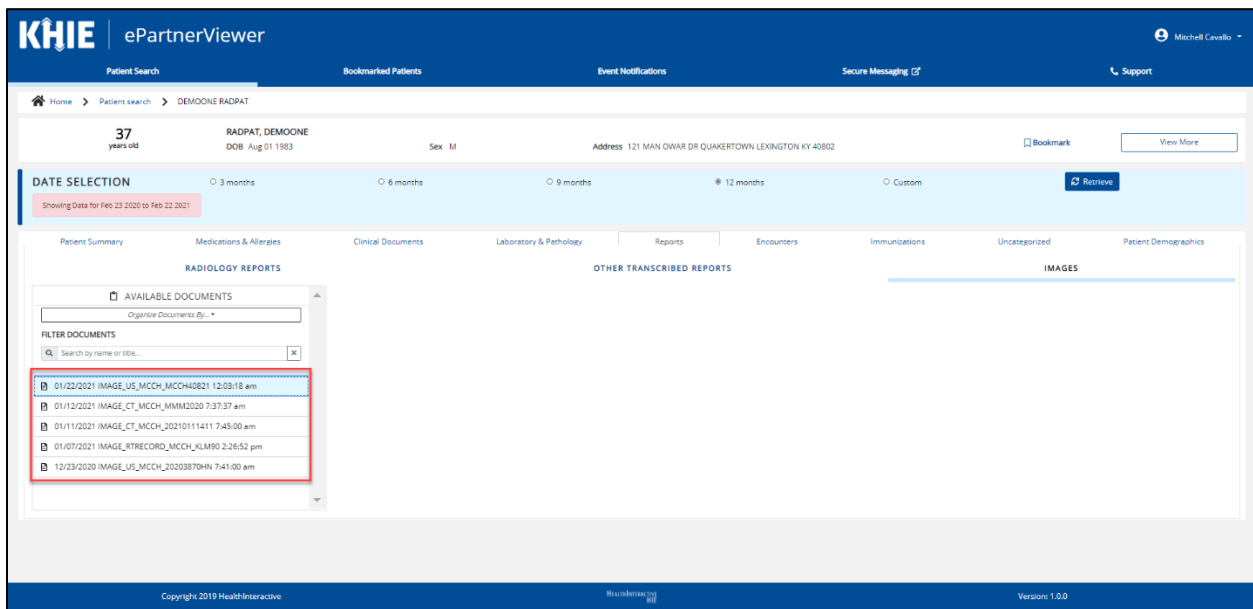 KHIE ePartnerViewer Mitchell Cavallo
Patient Search Bookmarked Patients Event Notifications Secure Messaging Support
Home Patient search DEMOONE RADPAT
37 RADPAT, DEMOONE
years old DOB Aug 01 1983 Sex M Address 121 MAN OWAR DR QUAKERTOWN LEXINGTON KY 40802 Bookmark View More
DATE SELECTION 3 months 6 months 9 months 12 months Custom Retrieve
Showing Data for Feb 23 2020 to Feb 22 2021
Patient Summary Medications & Allergies Clinical Documents Laboratory & Pathology Reports Encounters Immunizations Uncategorized Patient Demographics
RADIOLOGY REPORTS OTHER TRANSCRIBED REPORTS IMAGES
AVAILABLE DOCUMENTS
Organize Documents By...
FILTER DOCUMENTS
Search by name or title...
01/22/2021 IMAGE_US_MCCH_MCCH40821 12:03:18 am
01/12/2021 IMAGE_CT_MCCH_MMM2020 7:37:37 am
01/11/2021 IMAGE_CT_MCCH_20210111411 7:45:00 am
01/07/2021 IMAGE_RTRECORD_MCCH_KLM90 2:26:52 pm
12/23/2020 IMAGE_US_MCCH_20203870HN 7:41:00 am
Copyright 2019 HealthInteractive HEALTHINTERACTIVE HIE Version: 1.0.0